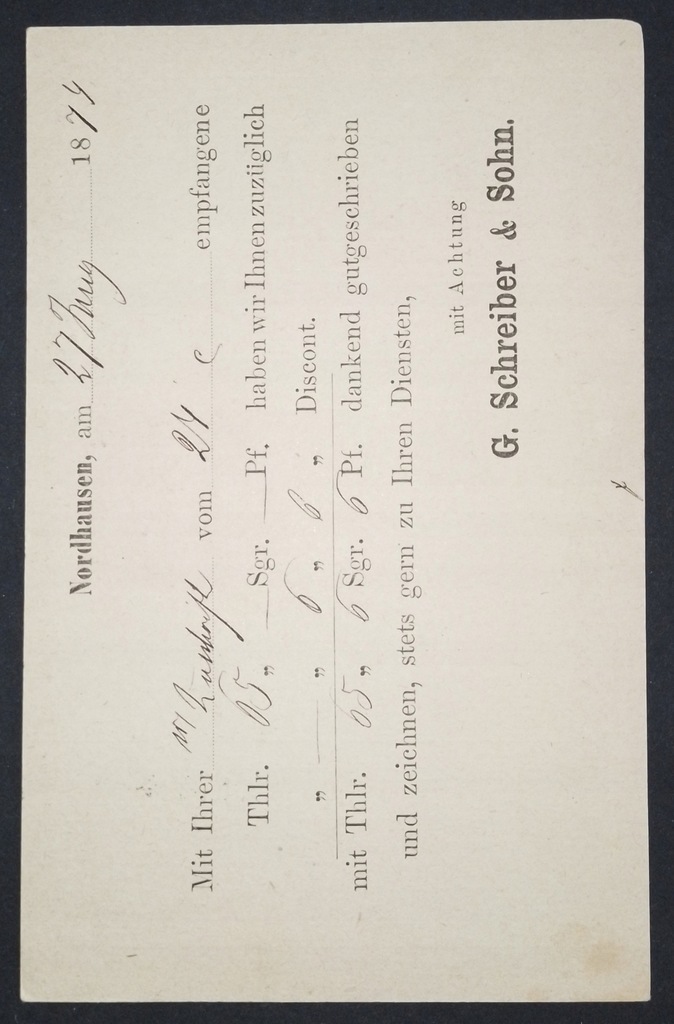 Nordhausen, am 27 1874
Mit Ihrer Zuschrift vom 24 c empfangene
Thlr. 65 „ — Sgr. — Pf. haben wir Ihnen zuzüglich
„ — „ 6 „ 6 „ Discont.
mit Thlr. 65 „ 6 Sgr. 6 Pf. dankend gutgeschrieben
und zeichnen, stets gern zu Ihren Diensten,
mit Achtung
G. Schreiber & Sohn.